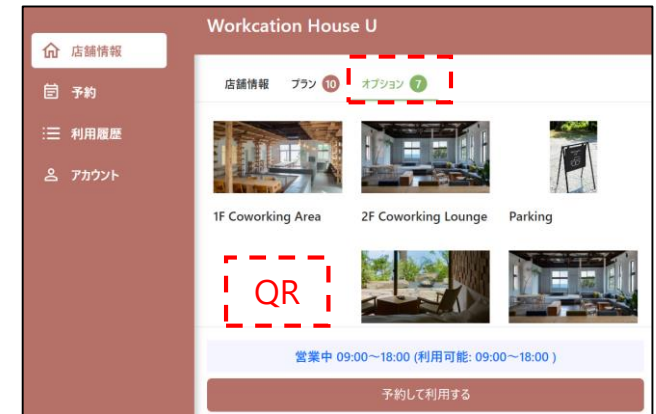 Workcation House U
店舗情報
予約
利用履歴
アカウント
店舗情報 プラン 10 オプション 7
1F Coworking Area 2F Coworking Lounge Parking
QR
営業中 09:00～18:00 (利用可能: 09:00～18:00 )
予約して利用する